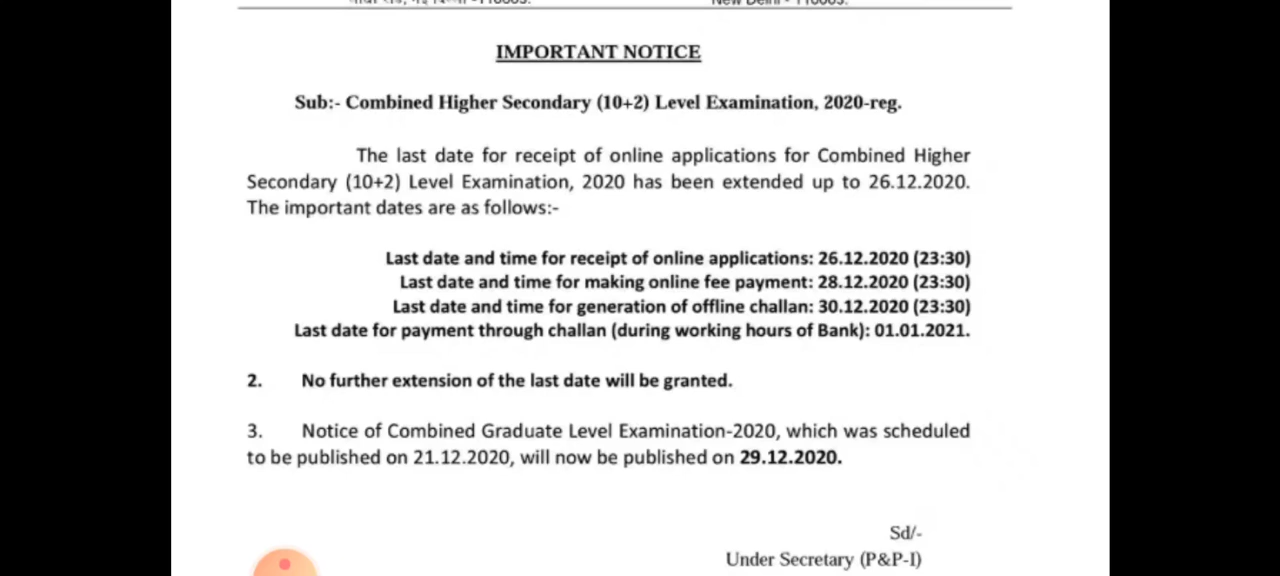 New Delhi - 110003.
IMPORTANT NOTICE
Sub:- Combined Higher Secondary (10+2) Level Examination, 2020-reg.
The last date for receipt of online applications for Combined Higher
Secondary (10+2) Level Examination, 2020 has been extended up to 26.12.2020.
The important dates are as follows:-
Last date and time for receipt of online applications: 26.12.2020 (23:30)
Last date and time for making online fee payment: 28.12.2020 (23:30)
Last date and time for generation of offline challan: 30.12.2020 (23:30)
Last date for payment through challan (during working hours of Bank): 01.01.2021.
2. No further extension of the last date will be granted.
3. Notice of Combined Graduate Level Examination-2020, which was scheduled
to be published on 21.12.2020, will now be published on 29.12.2020.
Sd/-
Under Secretary (P&P-I)